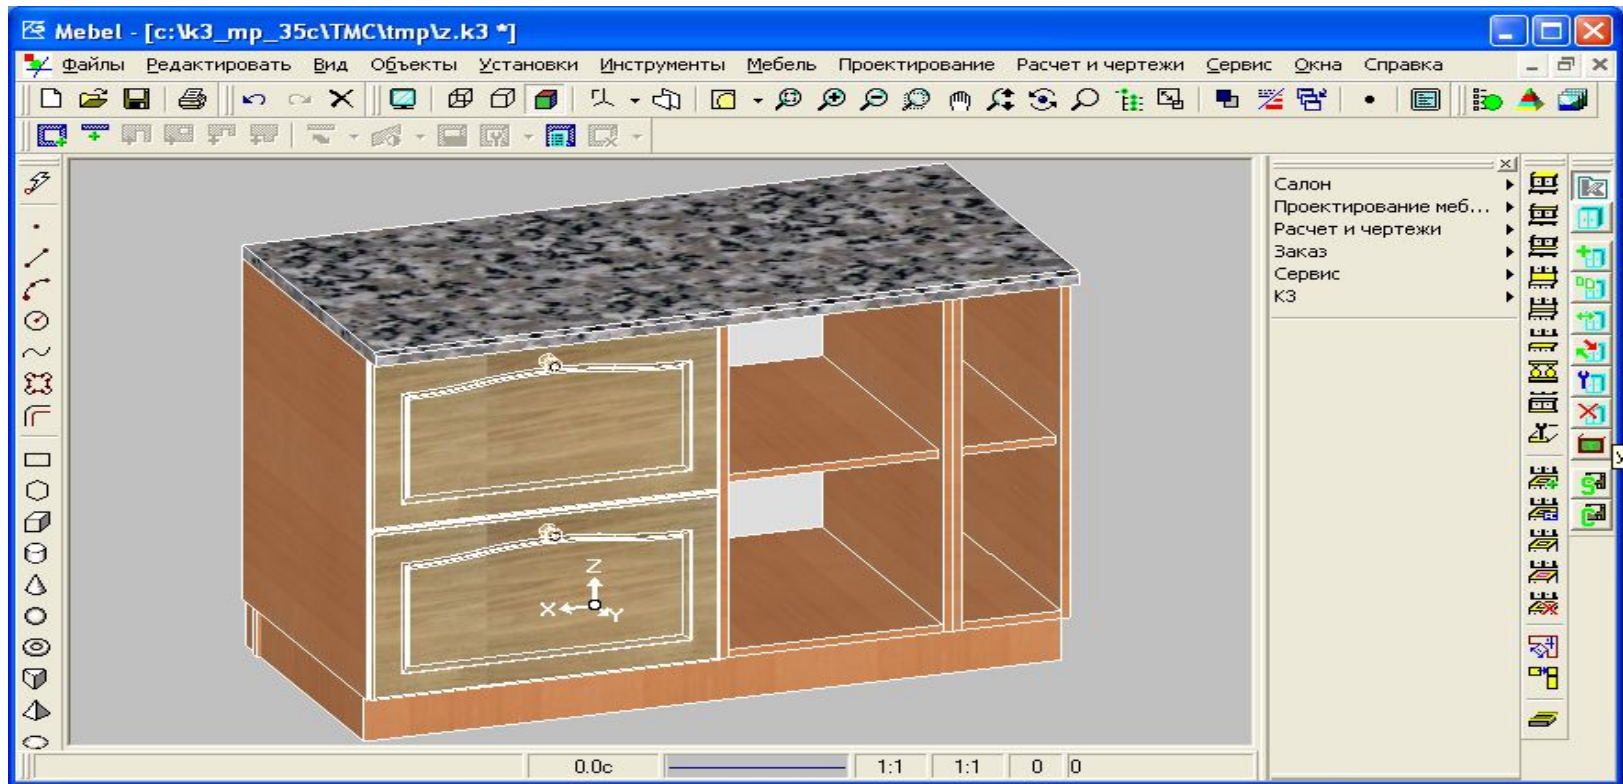 Mebel - [c:\k3_mp_35c\TMC\tmp\z.k3 *]
Файлы Редактировать Вид Объекты Установки Инструменты Мебель Проектирование Расчет и чертежи Сервис Окна Справка
Салон
Проектирование меб...
Расчет и чертежи
Заказ
Сервис
К3
Z
X
Y
0.0c 1:1 1:1 0 0